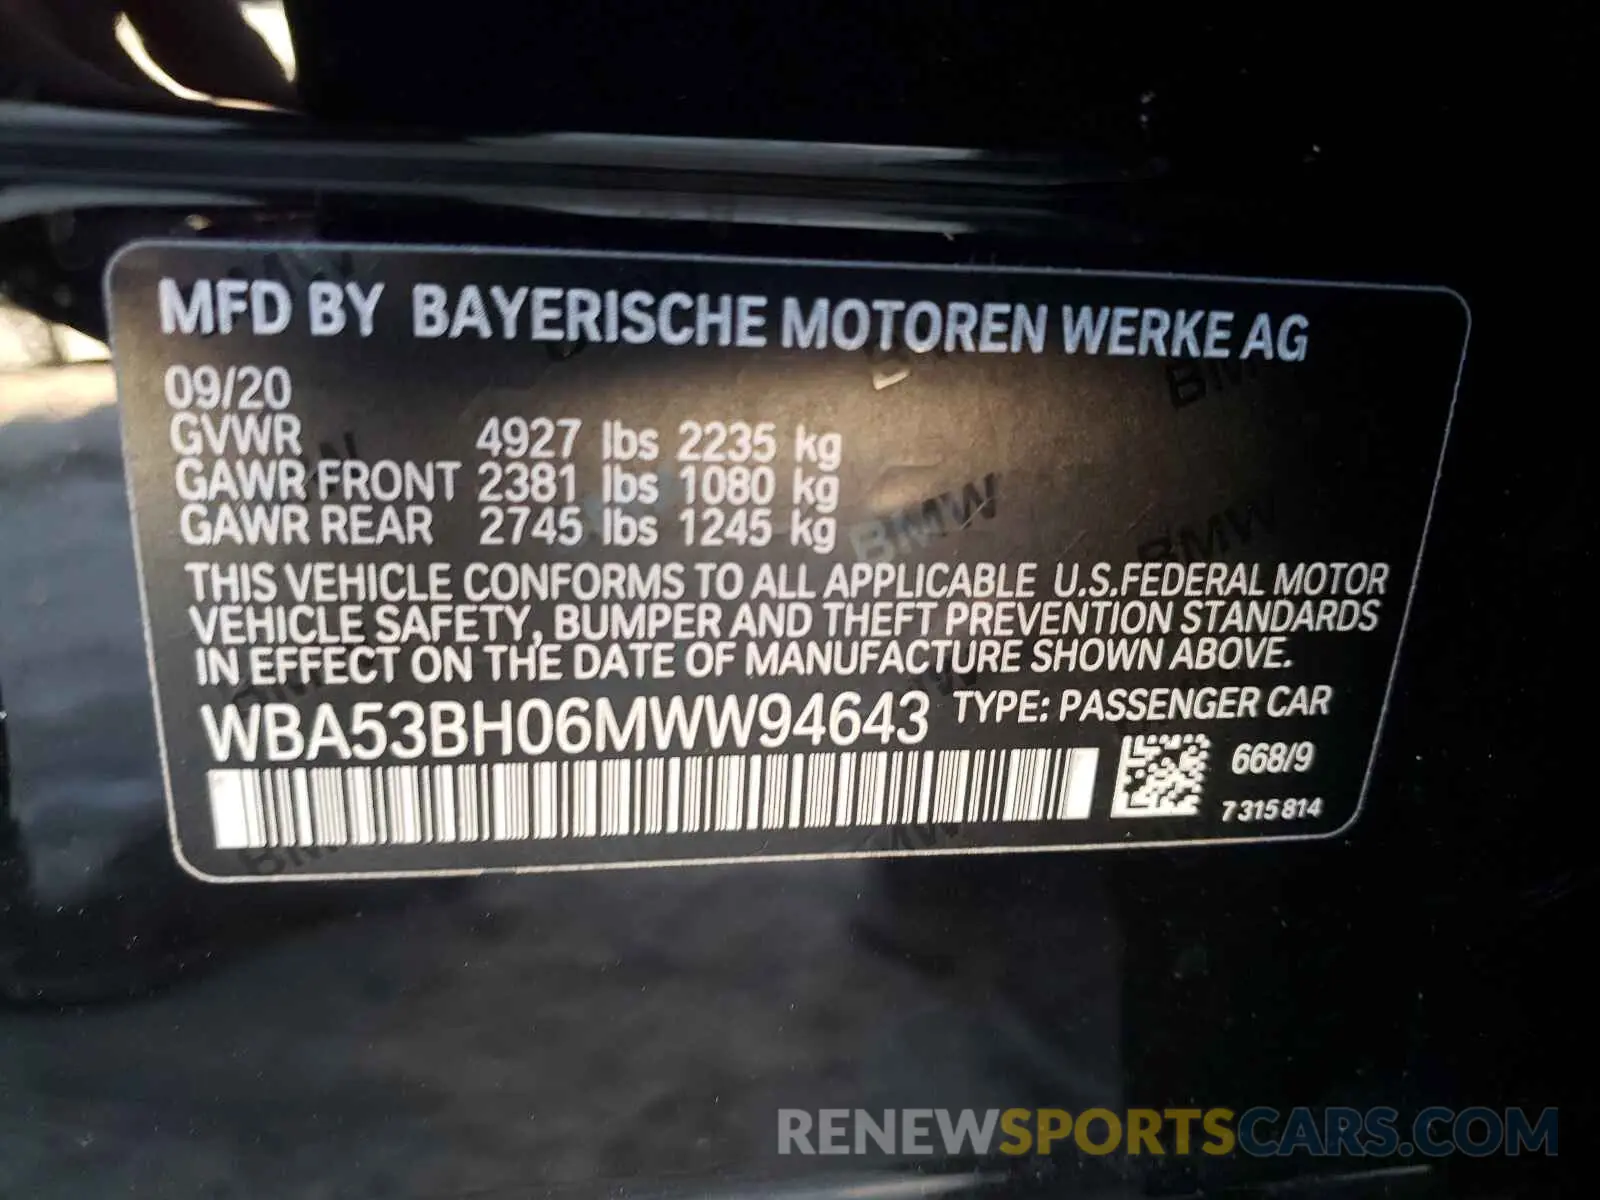 MFD BY BAYERISCHE MOTOREN WERKE AG
09/20
GVWR 4927 lbs 2235 kg
GAWR FRONT 2381 lbs 1080 kg
GAWR REAR 2745 lbs 1245 kg
THIS VEHICLE CONFORMS TO ALL APPLICABLE U.S.FEDERAL MOTOR
VEHICLE SAFETY, BUMPER AND THEFT PREVENTION STANDARDS
IN EFFECT ON THE DATE OF MANUFACTURE SHOWN ABOVE.
WBA53BH06MWW94643 TYPE: PASSENGER CAR
668/9
7 315 814
RENEWSPORTSCARS.COM